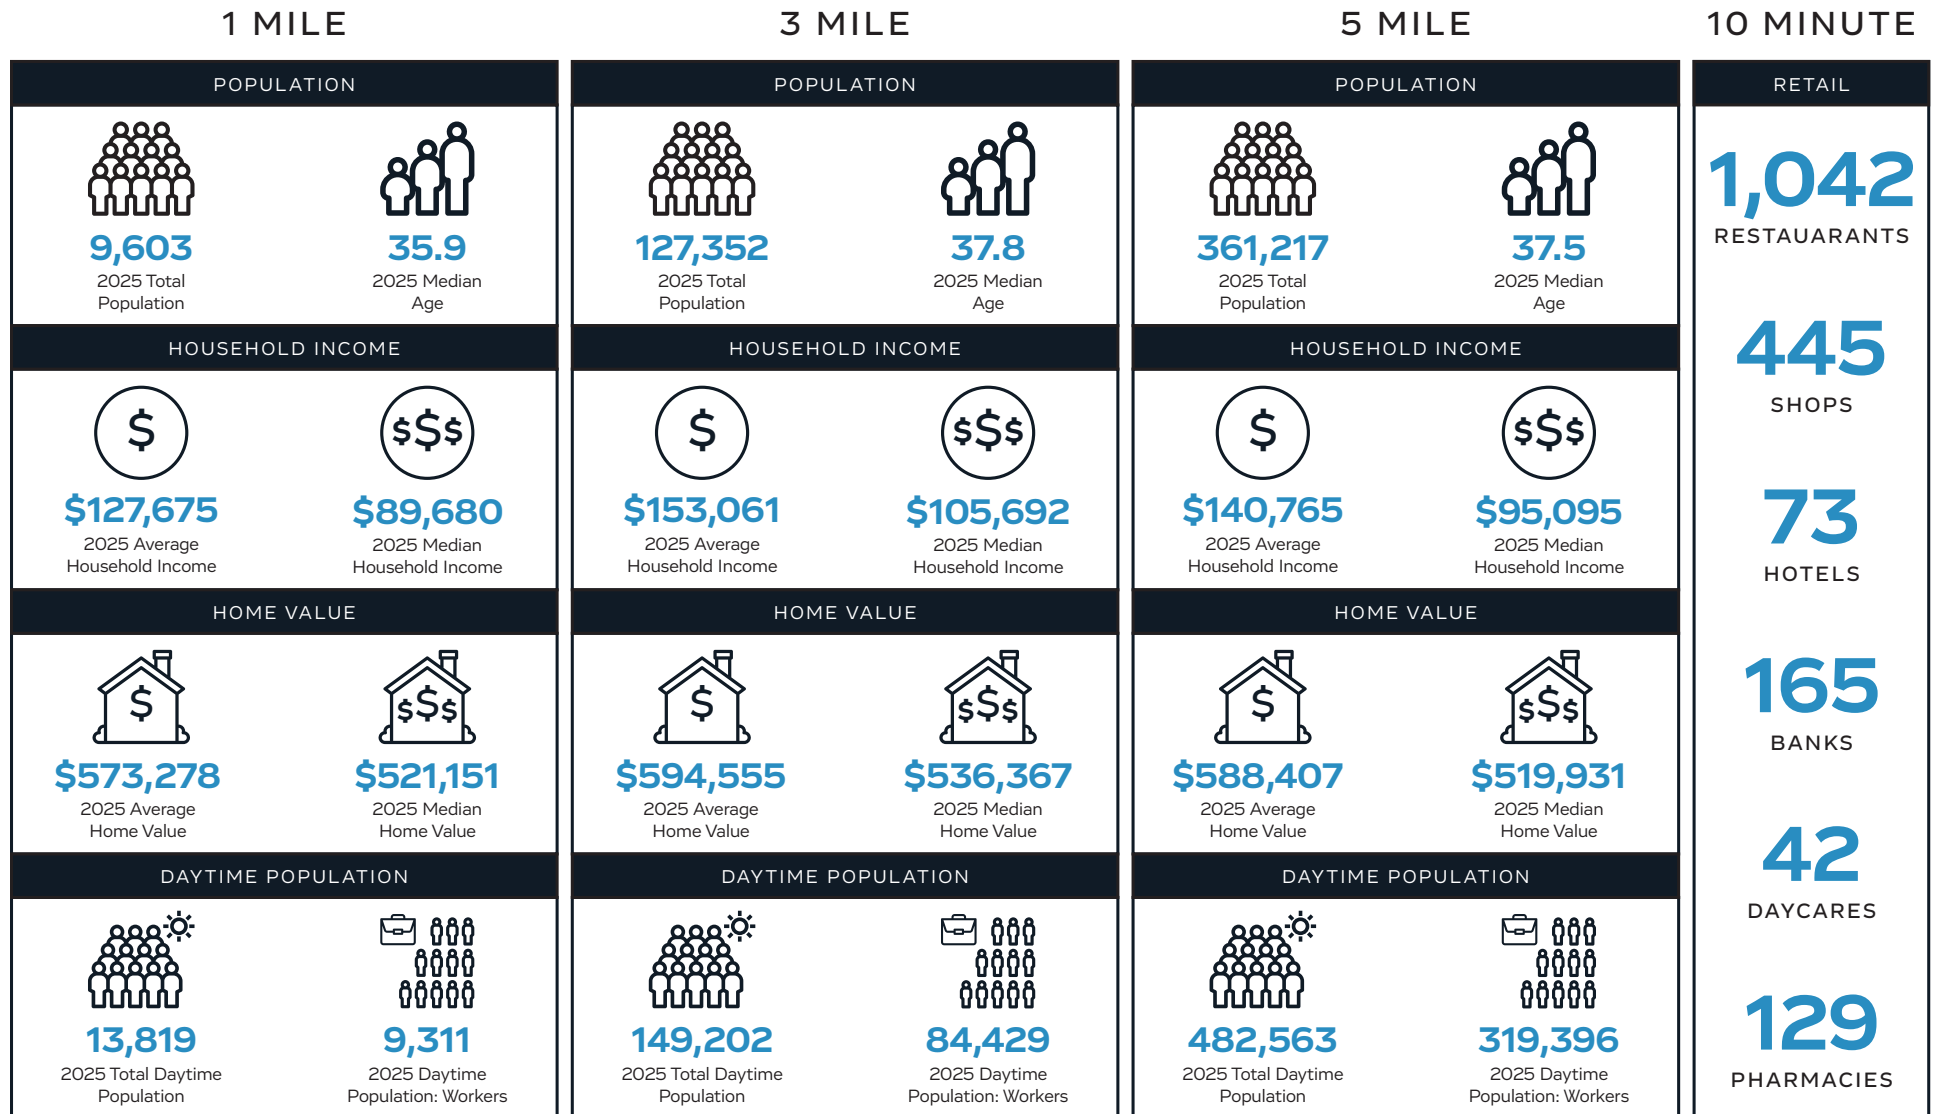 1 MILE
POPULATION
9,603
2025 Total
Population
35.9
2025 Median
Age
HOUSEHOLD INCOME
$
$127,675
2025 Average
Household Income
$$$
$89,680
2025 Median
Household Income
HOME VALUE
$
$573,278
2025 Average
Home Value
$$$
$521,151
2025 Median
Home Value
DAYTIME POPULATION
13,819
2025 Total Daytime
Population
9,311
2025 Daytime
Population: Workers
3 MILE
POPULATION
127,352
2025 Total
Population
37.8
2025 Median
Age
HOUSEHOLD INCOME
$
$153,061
2025 Average
Household Income
$$$
$105,692
2025 Median
Household Income
HOME VALUE
$
$594,555
2025 Average
Home Value
$$$
$536,367
2025 Median
Home Value
DAYTIME POPULATION
149,202
2025 Total Daytime
Population
84,429
2025 Daytime
Population: Workers
5 MILE
POPULATION
361,217
2025 Total
Population
37.5
2025 Median
Age
HOUSEHOLD INCOME
$
$140,765
2025 Average
Household Income
$$$
$95,095
2025 Median
Household Income
HOME VALUE
$
$588,407
2025 Average
Home Value
$$$
$519,931
2025 Median
Home Value
DAYTIME POPULATION
482,563
2025 Total Daytime
Population
319,396
2025 Daytime
Population: Workers
10 MINUTE
RETAIL
1,042
RESTAUARANTS
445
SHOPS
73
HOTELS
165
BANKS
42
DAYCARES
129
PHARMACIES